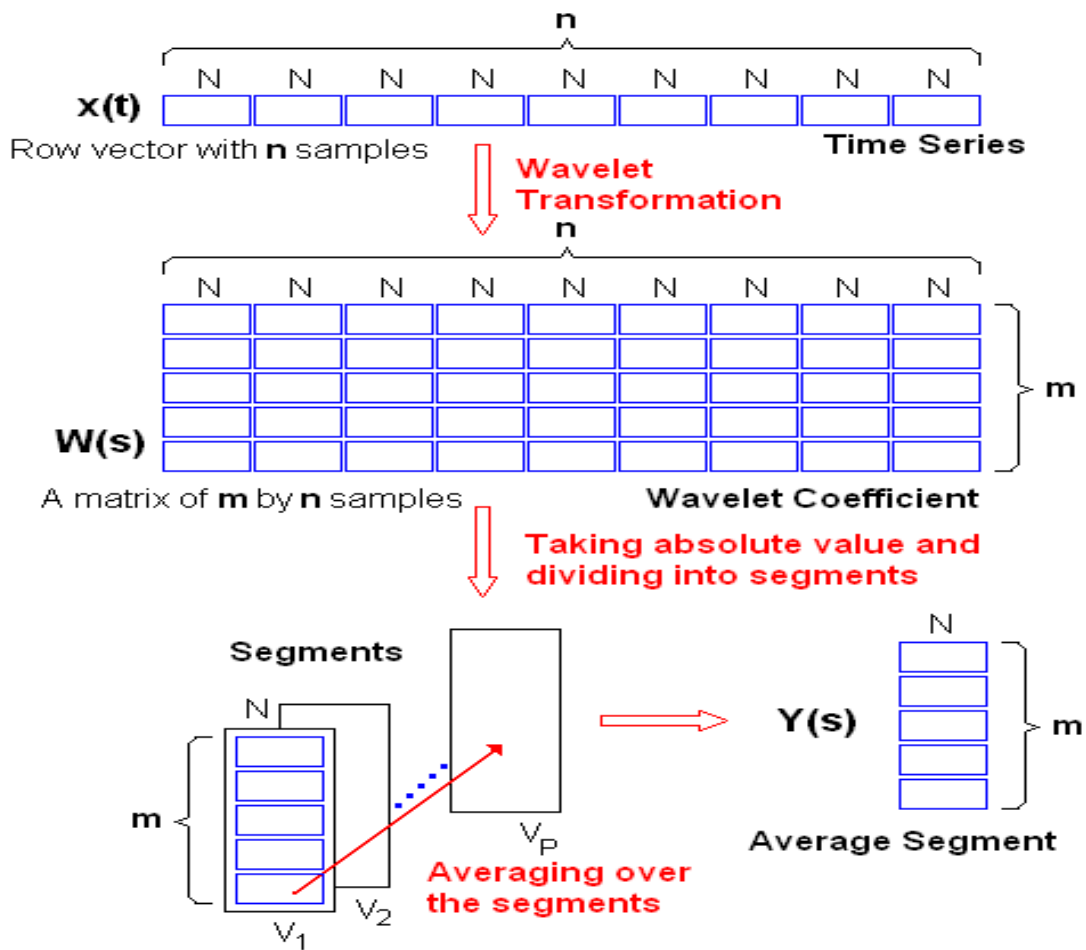 n
N N N N N N N N N
x(t)
Row vector with n samples
Time Series
Wavelet
Transformation
n
N N N N N N N N N
m
W(s)
A matrix of m by n samples
Wavelet Coefficient
Taking absolute value and
dividing into segments
Segments
N
m
V1
V2
VP
Averaging over
the segments
N
Y(s)
m
Average Segment